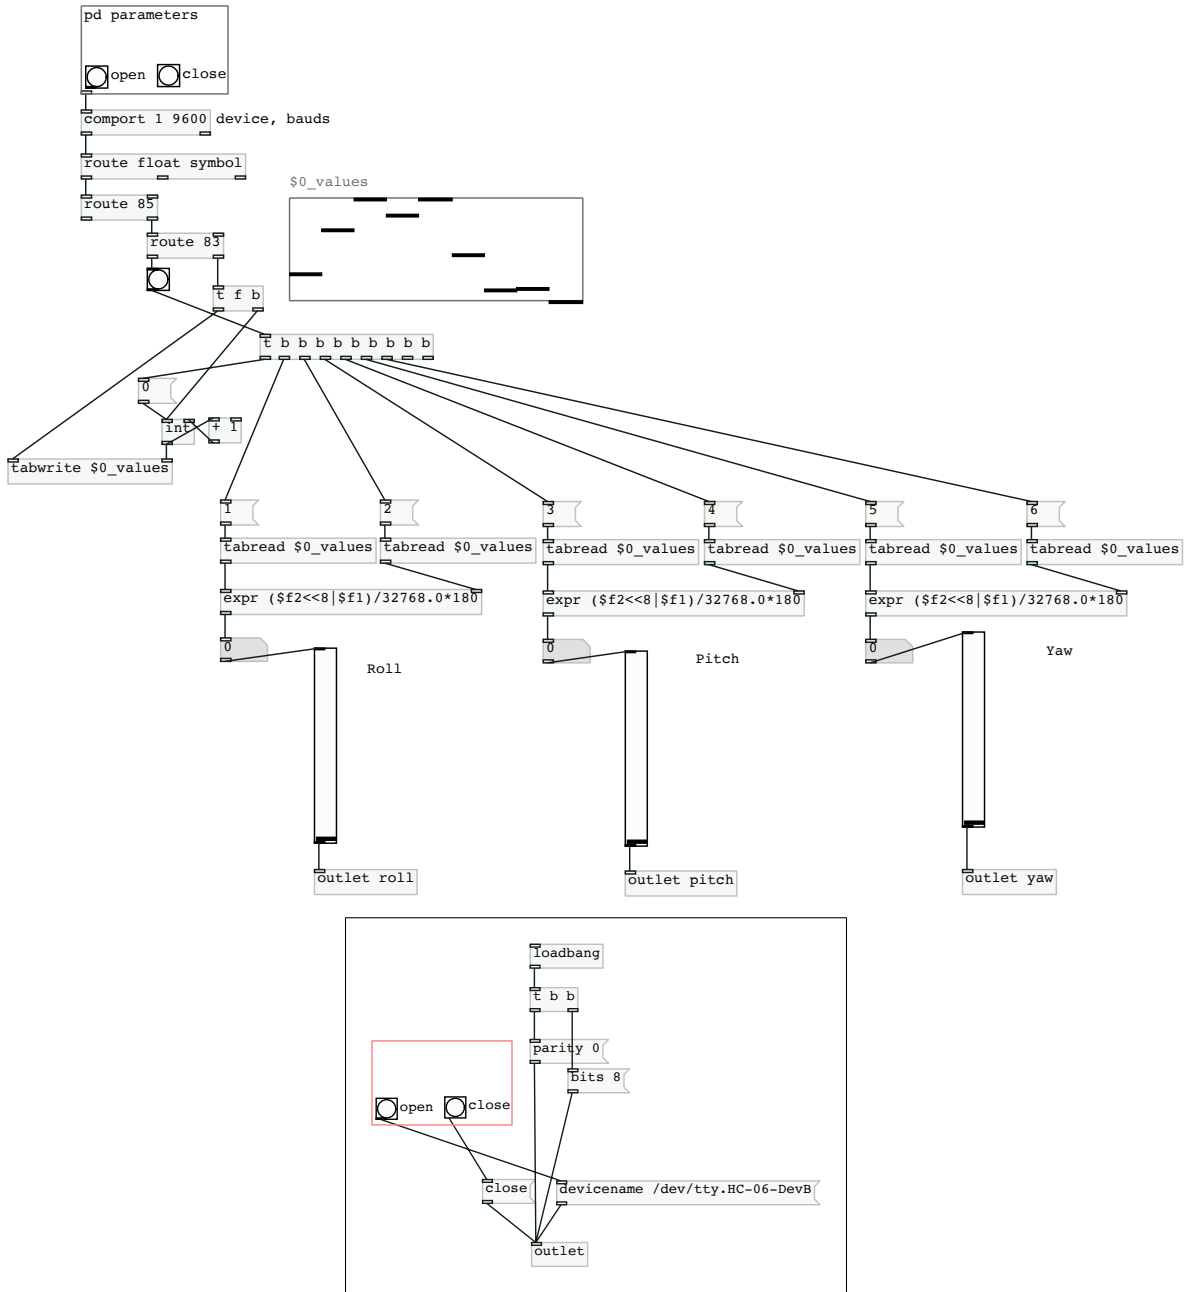 pd parameters
open
close
comport 1 9600
device, bauds
route float symbol
route 85
$0_values
route 83
t f b
t b b b b b b b b
0
int
+ 1
tabwrite $0_values
1
2
3
4
5
6
tabread $0_values
tabread $0_values
tabread $0_values
tabread $0_values
tabread $0_values
tabread $0_values
expr ($f2<<8|$f1)/32768.0*180
expr ($f2<<8|$f1)/32768.0*180
expr ($f2<<8|$f1)/32768.0*180
0
0
0
Roll
Pitch
Yaw
outlet roll
outlet pitch
outlet yaw
loadbang
t b b
parity 0
bits 8
open
close
close
devicename /dev/tty.HC-06-DevB
outlet